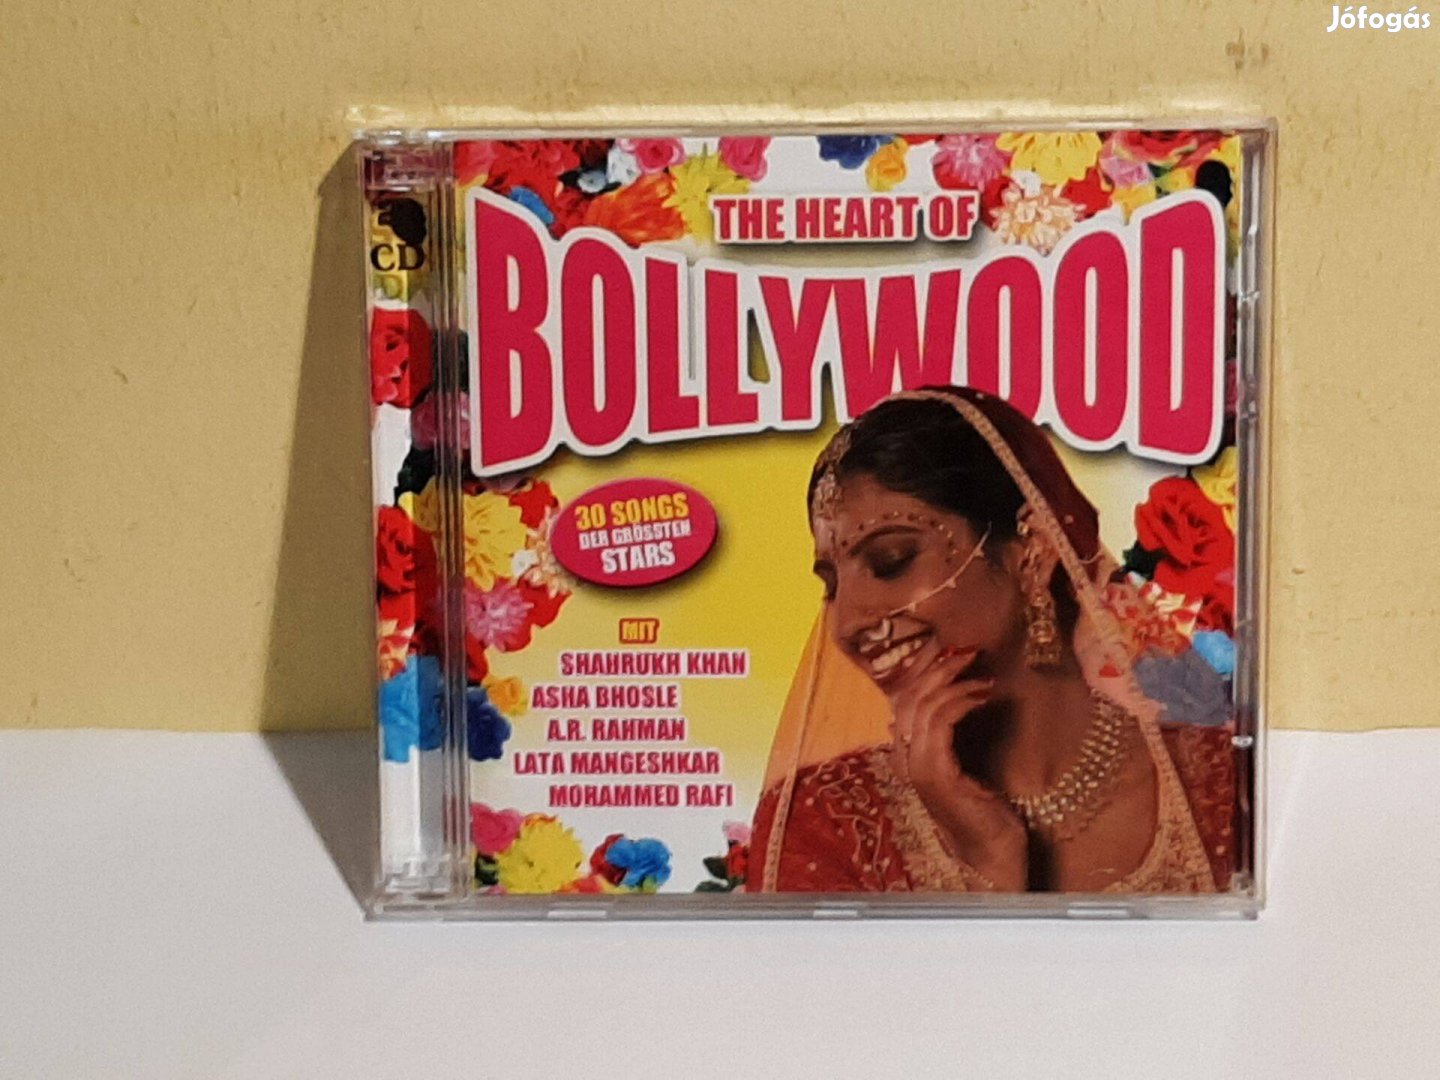 Jófogás
CD
THE HEART OF
BOLLYWOOD
30 SONGS
DER GRÖSSTEN
STARS
MIT
SHAHRUKH KHAN
ASHA BHOSLE
A.R. RAHMAN
LATA MANGESHKAR
MOHAMMED RAFI